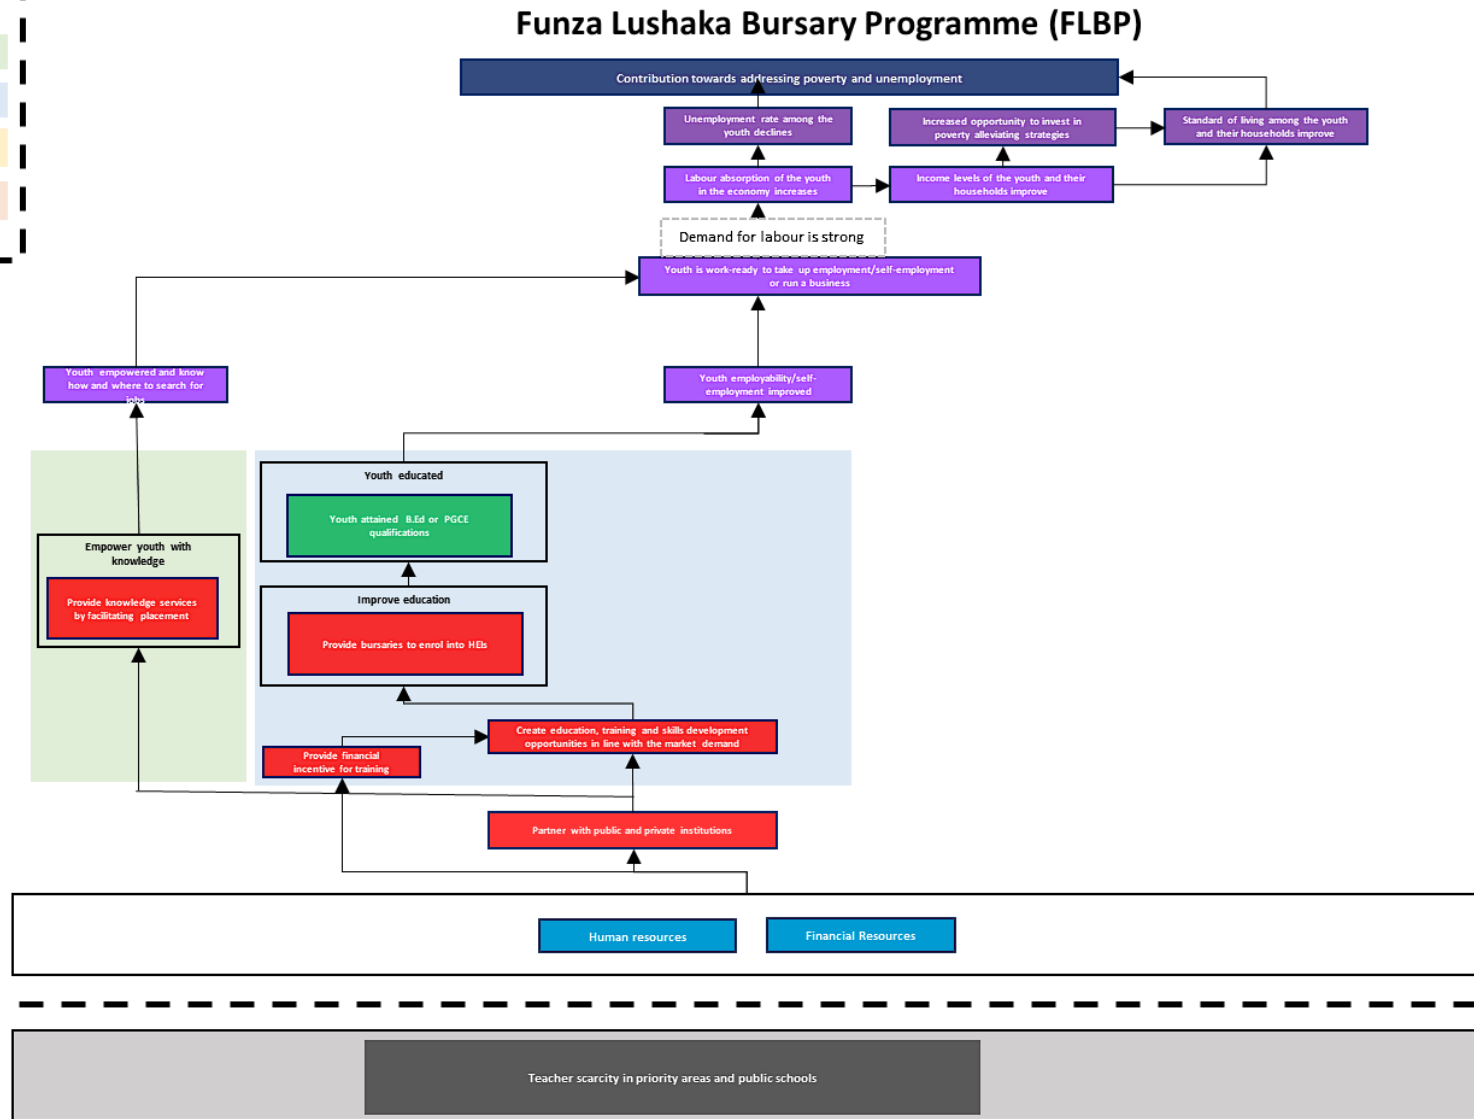 Funza Lushaka Bursary Programme (FLBP)
Contribution towards addressing poverty and unemployment
Unemployment rate among the
youth declines
Increased opportunity to invest in
poverty alleviating strategies
Standard of living among the youth
and their households improve
Labour absorption of the youth
in the economy increases
Income levels of the youth and their
households improve
Demand for labour is strong
Youth is work-ready to take up employment/self-employment
or run a business
Youth empowered and know
how and where to search for
jobs
Youth employability/self-
employment improved
Youth educated
Youth attained B.Ed or PGCE
qualifications
Empower youth with
knowledge
Provide knowledge services
by facilitating placement
Improve education
Provide bursaries to enrol into HEIs
Create education, training and skills development
opportunities in line with the market demand
Provide financial
incentive for training
Partner with public and private institutions
Human resources
Financial Resources
Teacher scarcity in priority areas and public schools